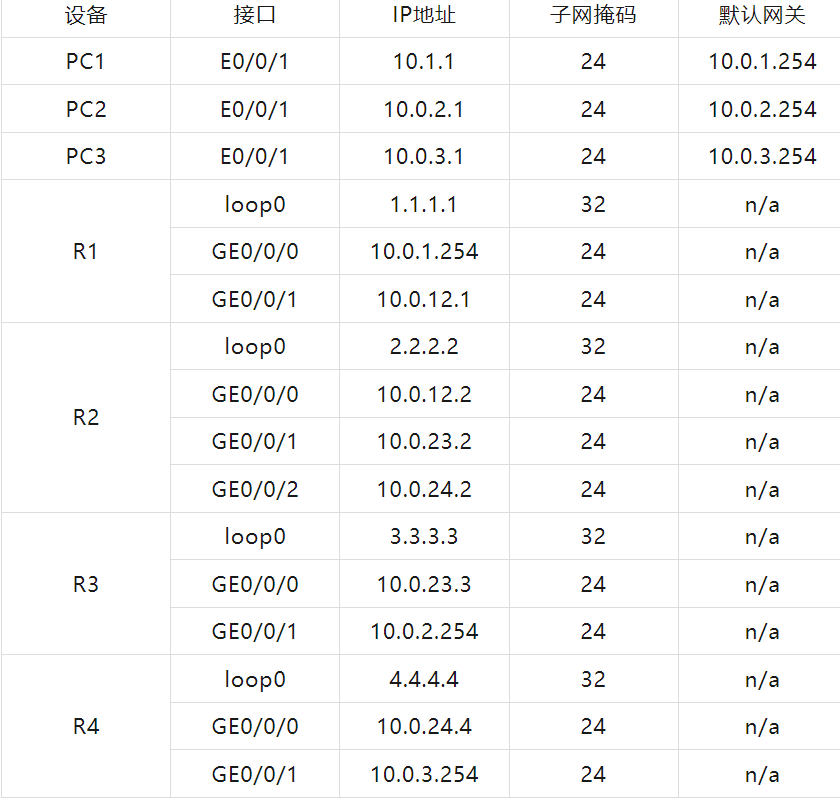 设备 接口 IP地址 子网掩码 默认网关
PC1 E0/0/1 10.1.1 24 10.0.1.254
PC2 E0/0/1 10.0.2.1 24 10.0.2.254
PC3 E0/0/1 10.0.3.1 24 10.0.3.254
loop0 1.1.1.1 32 n/a
R1 GE0/0/0 10.0.1.254 24 n/a
GE0/0/1 10.0.12.1 24 n/a
loop0 2.2.2.2 32 n/a
GE0/0/0 10.0.12.2 24 n/a
R2
GE0/0/1 10.0.23.2 24 n/a
GE0/0/2 10.0.24.2 24 n/a
loop0 3.3.3.3 32 n/a
R3 GE0/0/0 10.0.23.3 24 n/a
GE0/0/1 10.0.2.254 24 n/a
loop0 4.4.4.4 32 n/a
R4 GE0/0/0 10.0.24.4 24 n/a
GE0/0/1 10.0.3.254 24 n/a